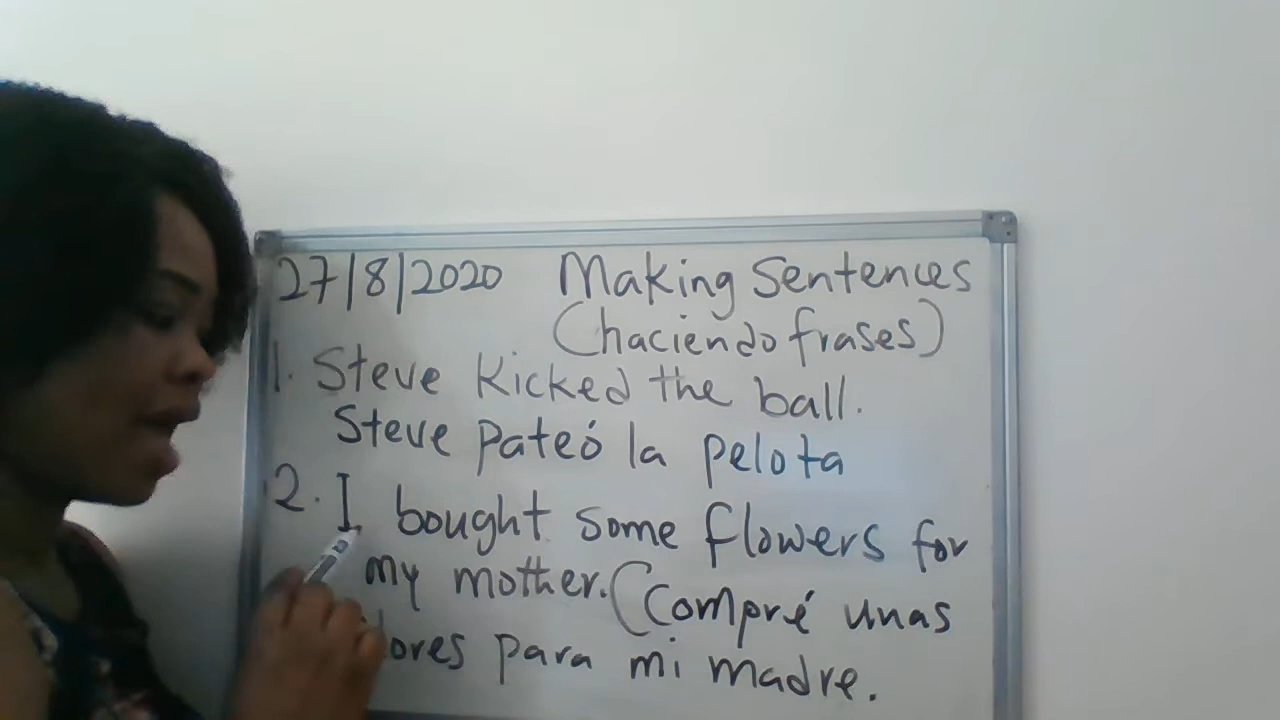 27/8/2020 Making Sentences
(haciendo frases)
1. Steve Kicked the ball.
Steve pateó la pelota
2. I bought some flowers for
my mother. (Compré unas
para mi madre.